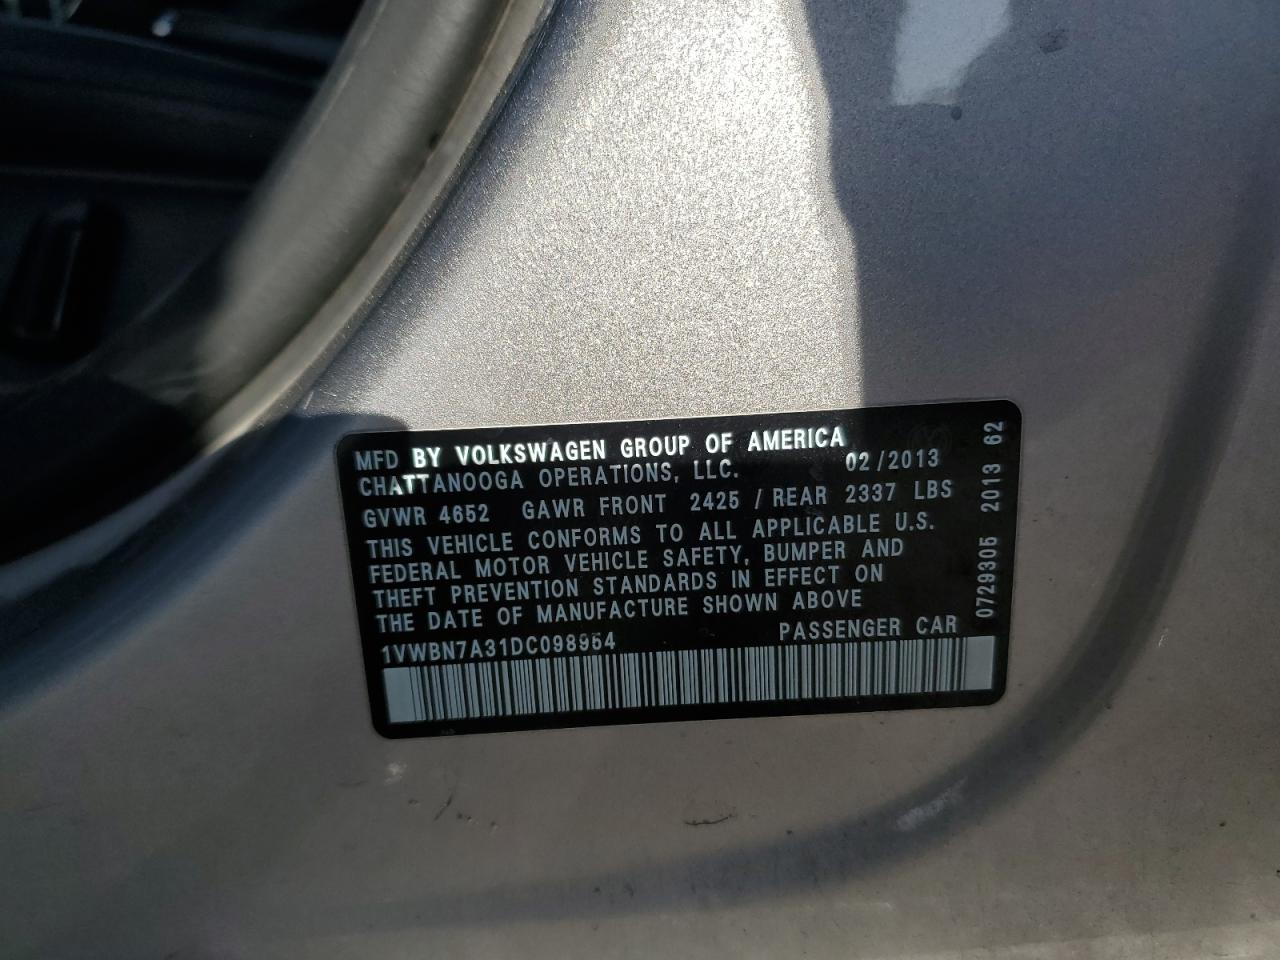 MFD BY VOLKSWAGEN GROUP OF AMERICA
CHATTANOOGA OPERATIONS, LLC. 02/2013
GVWR 4652 GAWR FRONT 2425 / REAR 2337 LBS
THIS VEHICLE CONFORMS TO ALL APPLICABLE U.S.
FEDERAL MOTOR VEHICLE SAFETY, BUMPER AND
THEFT PREVENTION STANDARDS IN EFFECT ON
THE DATE OF MANUFACTURE SHOWN ABOVE
1VWBN7A31DC098954 PASSENGER CAR
0729305 2013 62